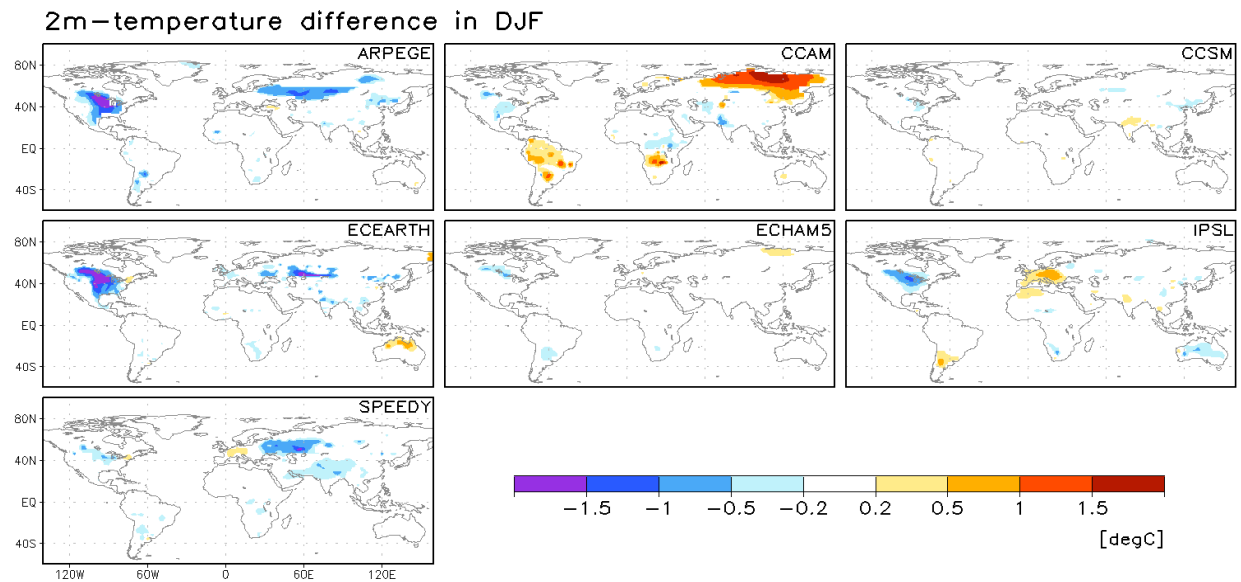 2m-temperature difference in DJF
ARPEGE
CCAM
CCSM
80N
40N
EQ
40S
ECEARTH
ECHAM5
IPSL
80N
40N
EQ
40S
SPEEDY
80N
40N
EQ
40S
120W 60W 0 60E 120E
-1.5 -1 -0.5 -0.2 0.2 0.5 1 1.5
[degC]